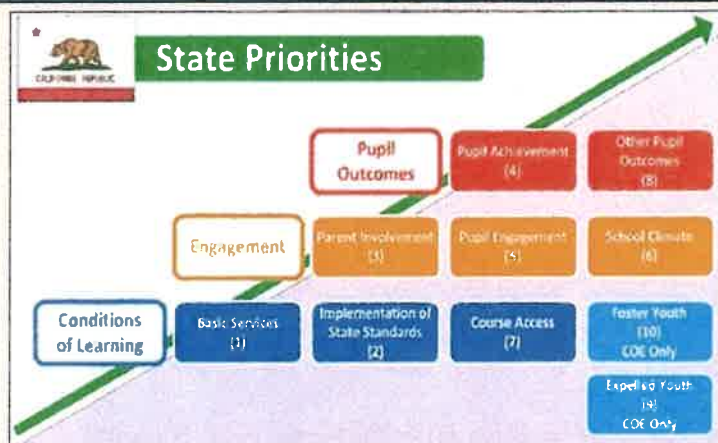 CALIFORNIA REPUBLIC
State Priorities
Pupil
Outcomes
Pupil Achievement
(4)
Other Pupil
Outcomes
(8)
Engagement
Parent Involvement
(3)
Pupil Engagement
(5)
School Climate
(6)
Conditions
of Learning
Basic Services
(1)
Implementation of
State Standards
(2)
Course Access
(7)
Foster Youth
(10)
COE Only
Expelled Youth
(9)
COE Only